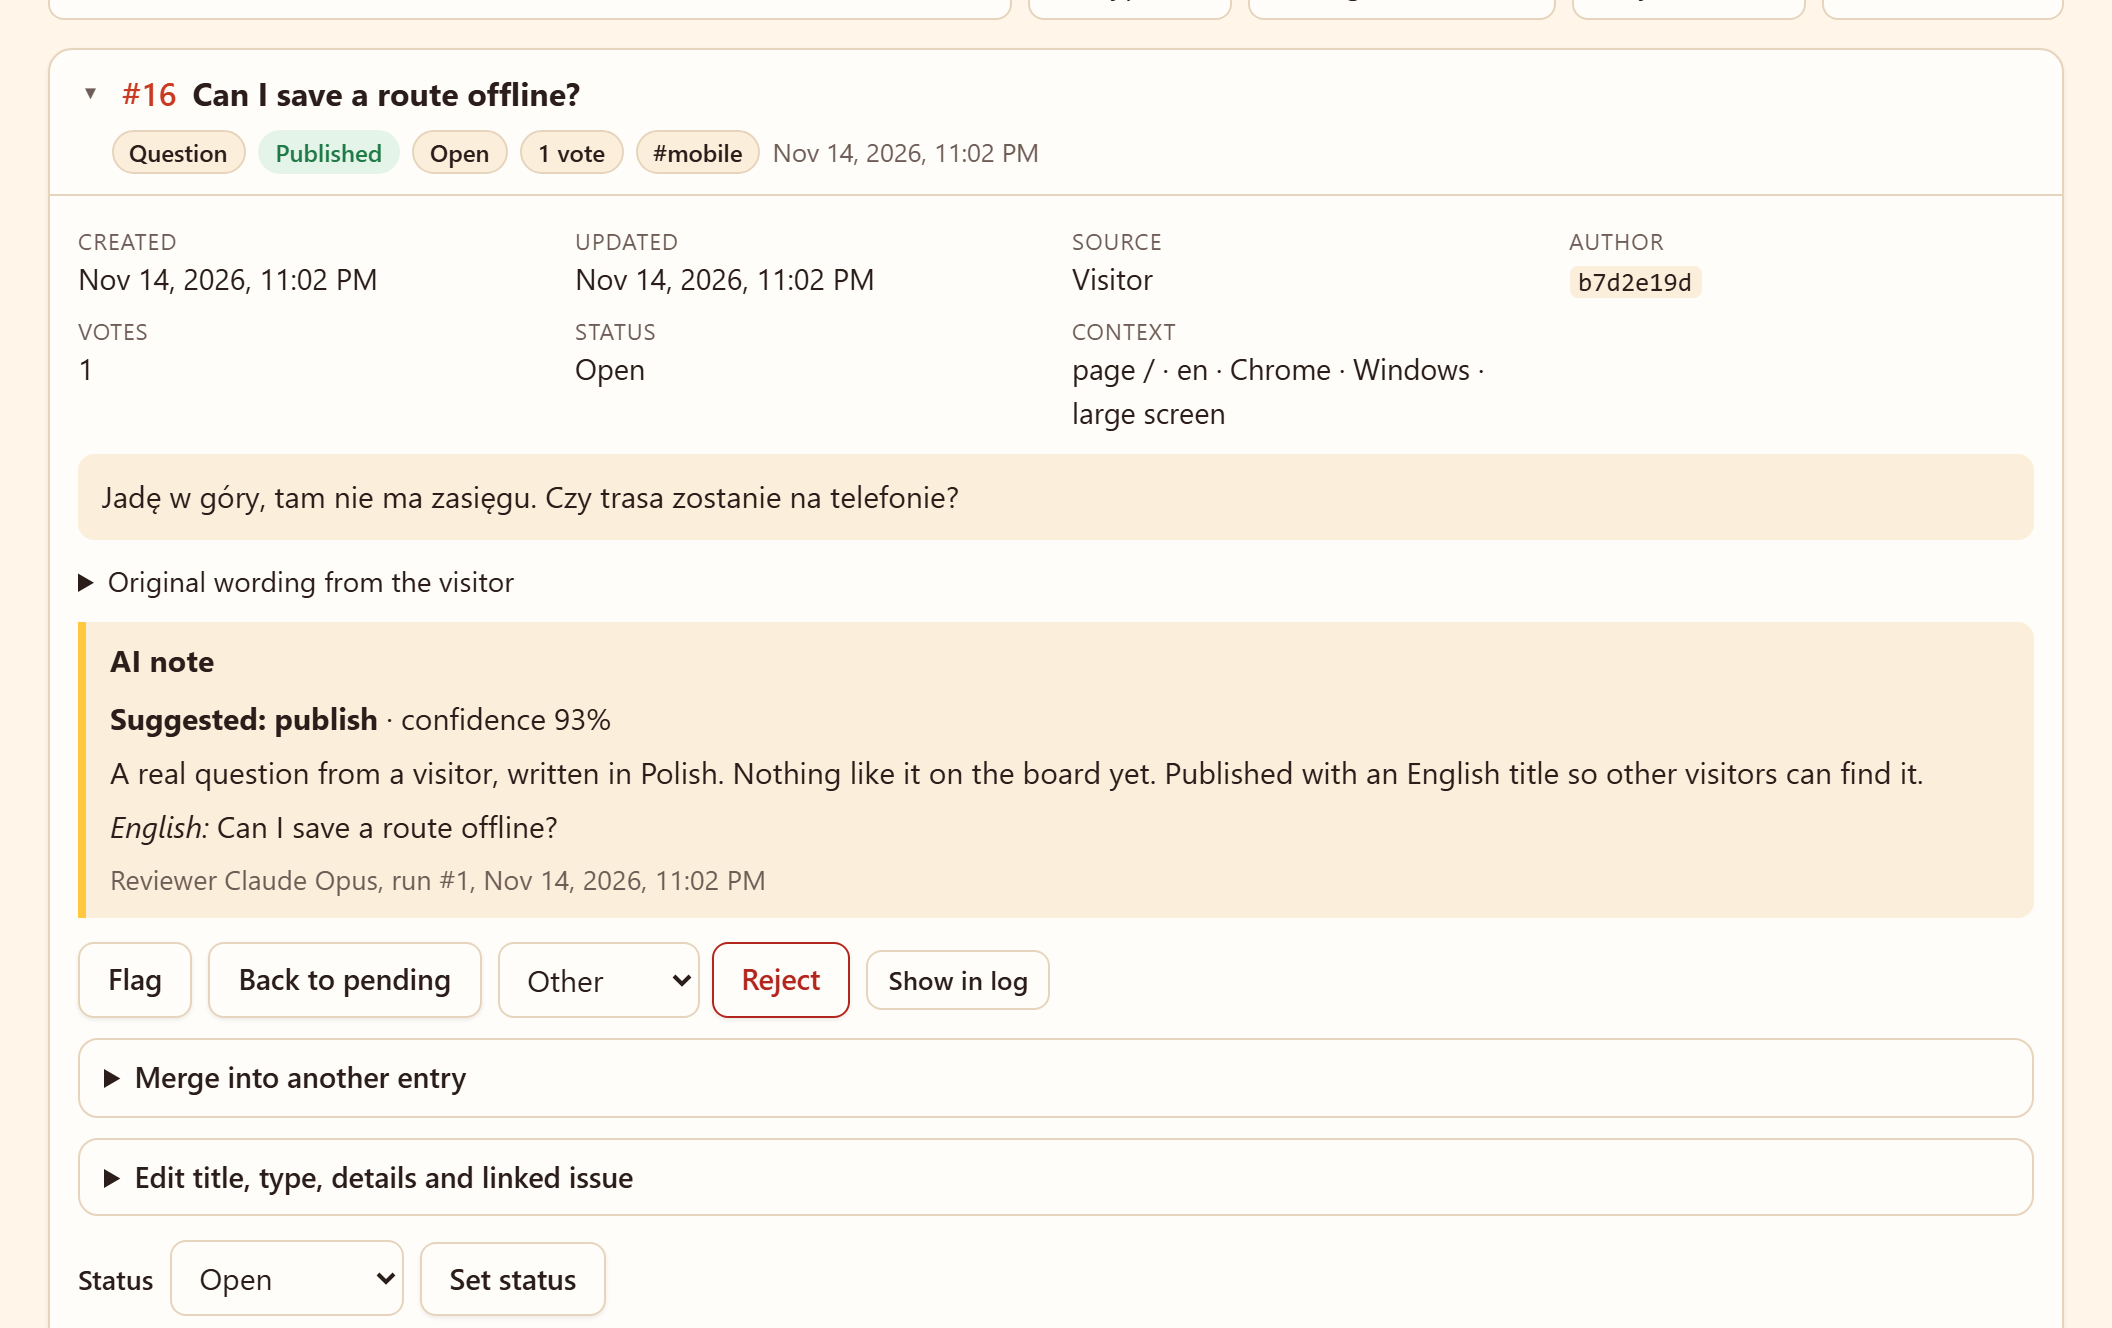 #16 Can I save a route offline?
Question Published Open 1 vote #mobile Nov 14, 2026, 11:02 PM
CREATED UPDATED SOURCE AUTHOR
Nov 14, 2026, 11:02 PM Nov 14, 2026, 11:02 PM Visitor b7d2e19d
VOTES STATUS CONTEXT
1 Open page / · en · Chrome · Windows ·
large screen
Jadę w góry, tam nie ma zasięgu. Czy trasa zostanie na telefonie?
Original wording from the visitor
AI note
Suggested: publish · confidence 93%
A real question from a visitor, written in Polish. Nothing like it on the board yet. Published with an English title so other visitors can find it.
English: Can I save a route offline?
Reviewer Claude Opus, run #1, Nov 14, 2026, 11:02 PM
Flag Back to pending Other Reject Show in log
Merge into another entry
Edit title, type, details and linked issue
Status Open Set status